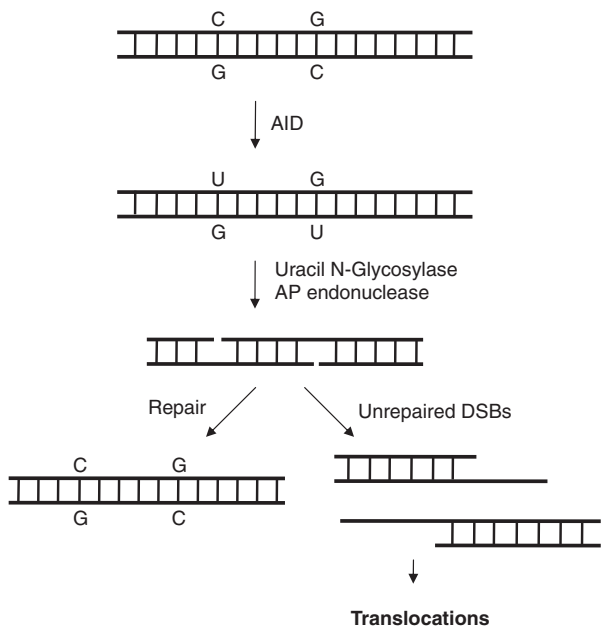 C G
G C
AID
U G
G U
Uracil N-Glycosylase
AP endonuclease
Repair
Unrepaired DSBs
C G
G C
Translocations